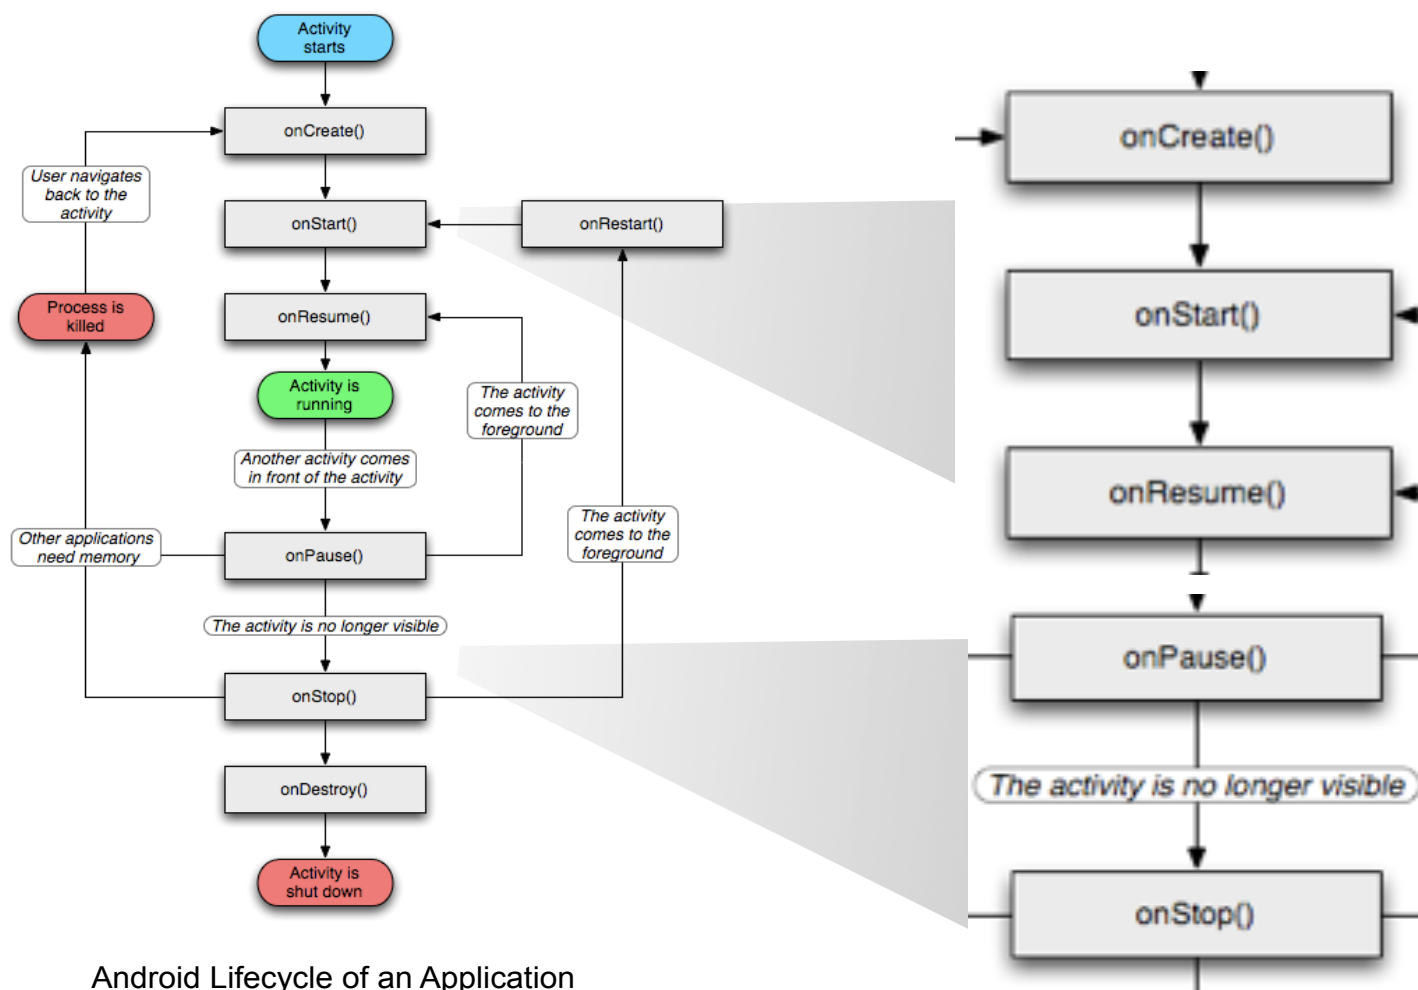 Activity
starts
onCreate()
User navigates
back to the
activity
onStart()
onRestart()
Process is
killed
onResume()
Activity is
running
The activity
comes to the
foreground
Another activity comes
in front of the activity
Other applications
need memory
onPause()
The activity
comes to the
foreground
The activity is no longer visible
onStop()
onDestroy()
Activity is
shut down
Android Lifecycle of an Application
onCreate()
onStart()
onResume()
onPause()
The activity is no longer visible
onStop()